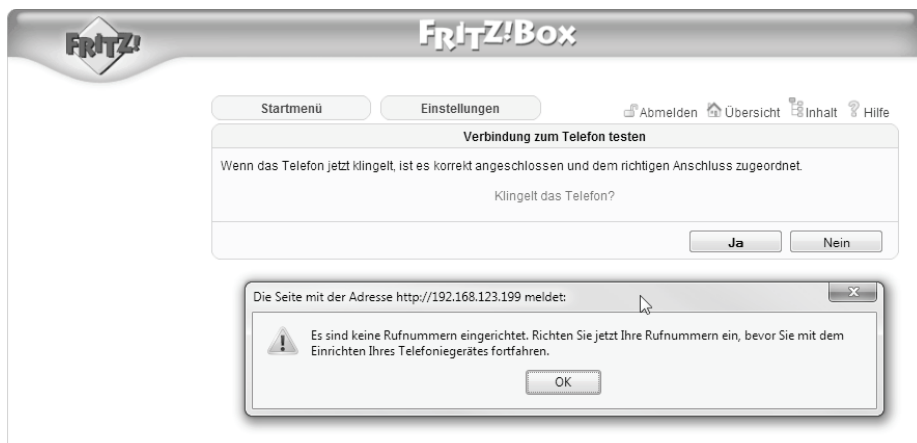 FRITZ!
FRITZ!BOX
Startmenü
Einstellungen
Abmelden Übersicht Inhalt Hilfe
Verbindung zum Telefon testen
Wenn das Telefon jetzt klingelt, ist es korrekt angeschlossen und dem richtigen Anschluss zugeordnet.
Klingelt das Telefon?
Ja
Nein
Die Seite mit der Adresse http://192.168.123.199 meldet:
Es sind keine Rufnummern eingerichtet. Richten Sie jetzt Ihre Rufnummern ein, bevor Sie mit dem
Einrichten Ihres Telefoniegerätes fortfahren.
OK